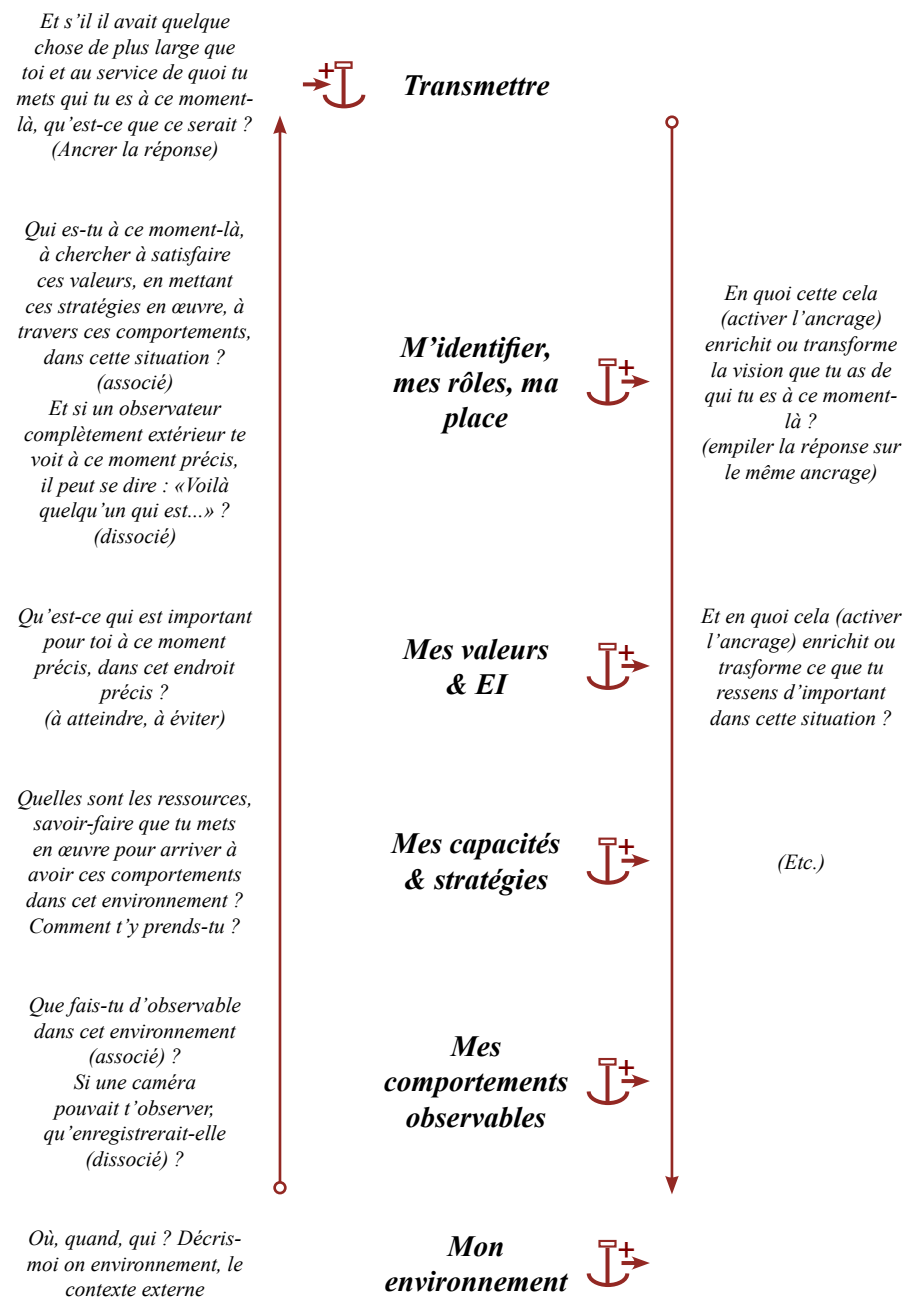 Et s’il il avait quelque
chose de plus large que
toi et au service de quoi tu
mets qui tu es à ce moment-
là, qu’est-ce que ce serait ?
(Ancrer la réponse)
+
Transmettre
Qui es-tu à ce moment-là,
à chercher à satisfaire
ces valeurs, en mettant
ces stratégies en œuvre, à
travers ces comportements,
dans cette situation ?
(associé)
Et si un observateur
complètement extérieur te
voit à ce moment précis,
il peut se dire : «Voilà
quelqu’un qui est...» ?
(dissocié)
M’identifier,
mes rôles, ma
place
+
En quoi cette cela
(activer l’ancrage)
enrichit ou transforme
la vision que tu as de
qui tu es à ce moment-
là ?
(empiler la réponse sur
le même ancrage)
Qu’est-ce qui est important
pour toi à ce moment
précis, dans cet endroit
précis ?
(à atteindre, à éviter)
Mes valeurs
& EI
+
Et en quoi cela (activer
l’ancrage) enrichit ou
trasforme ce que tu
ressens d’important
dans cette situation ?
Quelles sont les ressources,
savoir-faire que tu mets
en œuvre pour arriver à
avoir ces comportements
dans cet environnement ?
Comment t’y prends-tu ?
Mes capacités
& stratégies
+
(Etc.)
Que fais-tu d’observable
dans cet environnement
(associé) ?
Si une caméra
pouvait t’observer,
qu’enregistrerait-elle
(dissocié) ?
Mes
comportements
observables
+
Où, quand, qui ? Décris-
moi on environnement, le
contexte externe
Mon
environnement
+